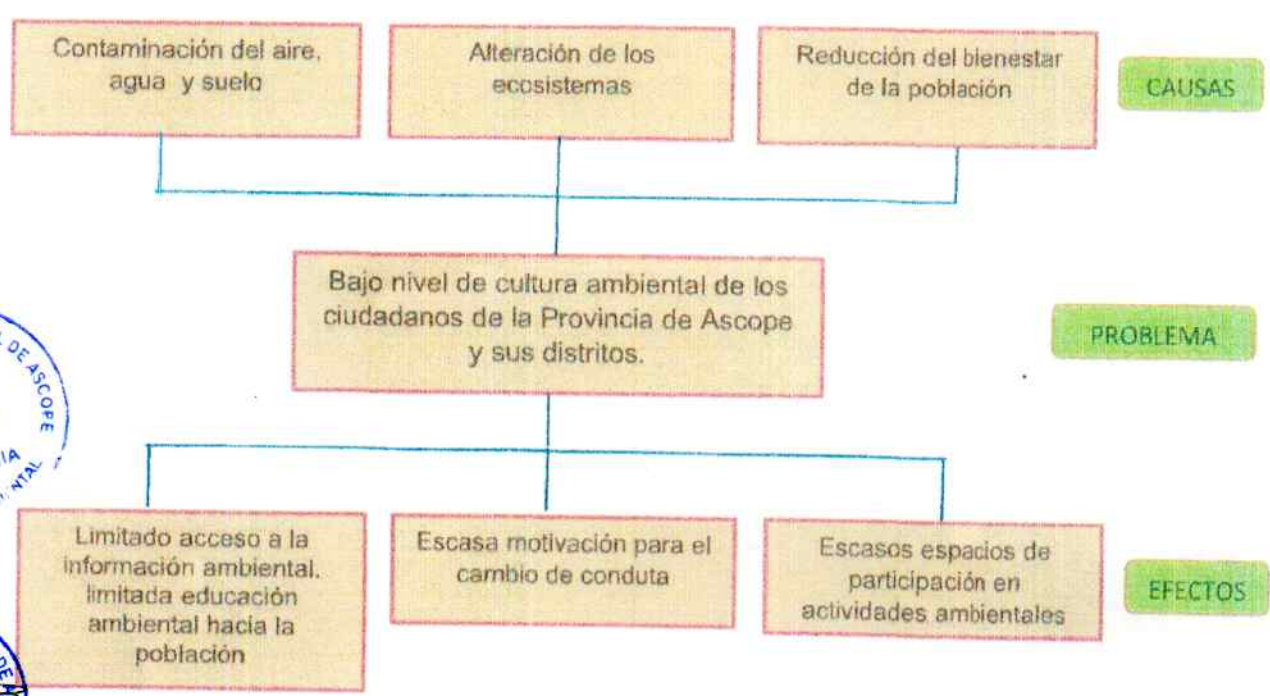 Contaminación del aire,
agua y suelo
Alteración de los
ecosistemas
Reducción del bienestar
de la población
CAUSAS
Bajo nivel de cultura ambiental de los
ciudadanos de la Provincia de Ascope
y sus distritos.
PROBLEMA
DE ASCOPE
Limitado acceso a la
información ambiental.
limitada educación
ambiental hacia la
población
Escasa motivación para el
cambio de conduta
Escasos espacios de
participación en
actividades ambientales
EFECTOS